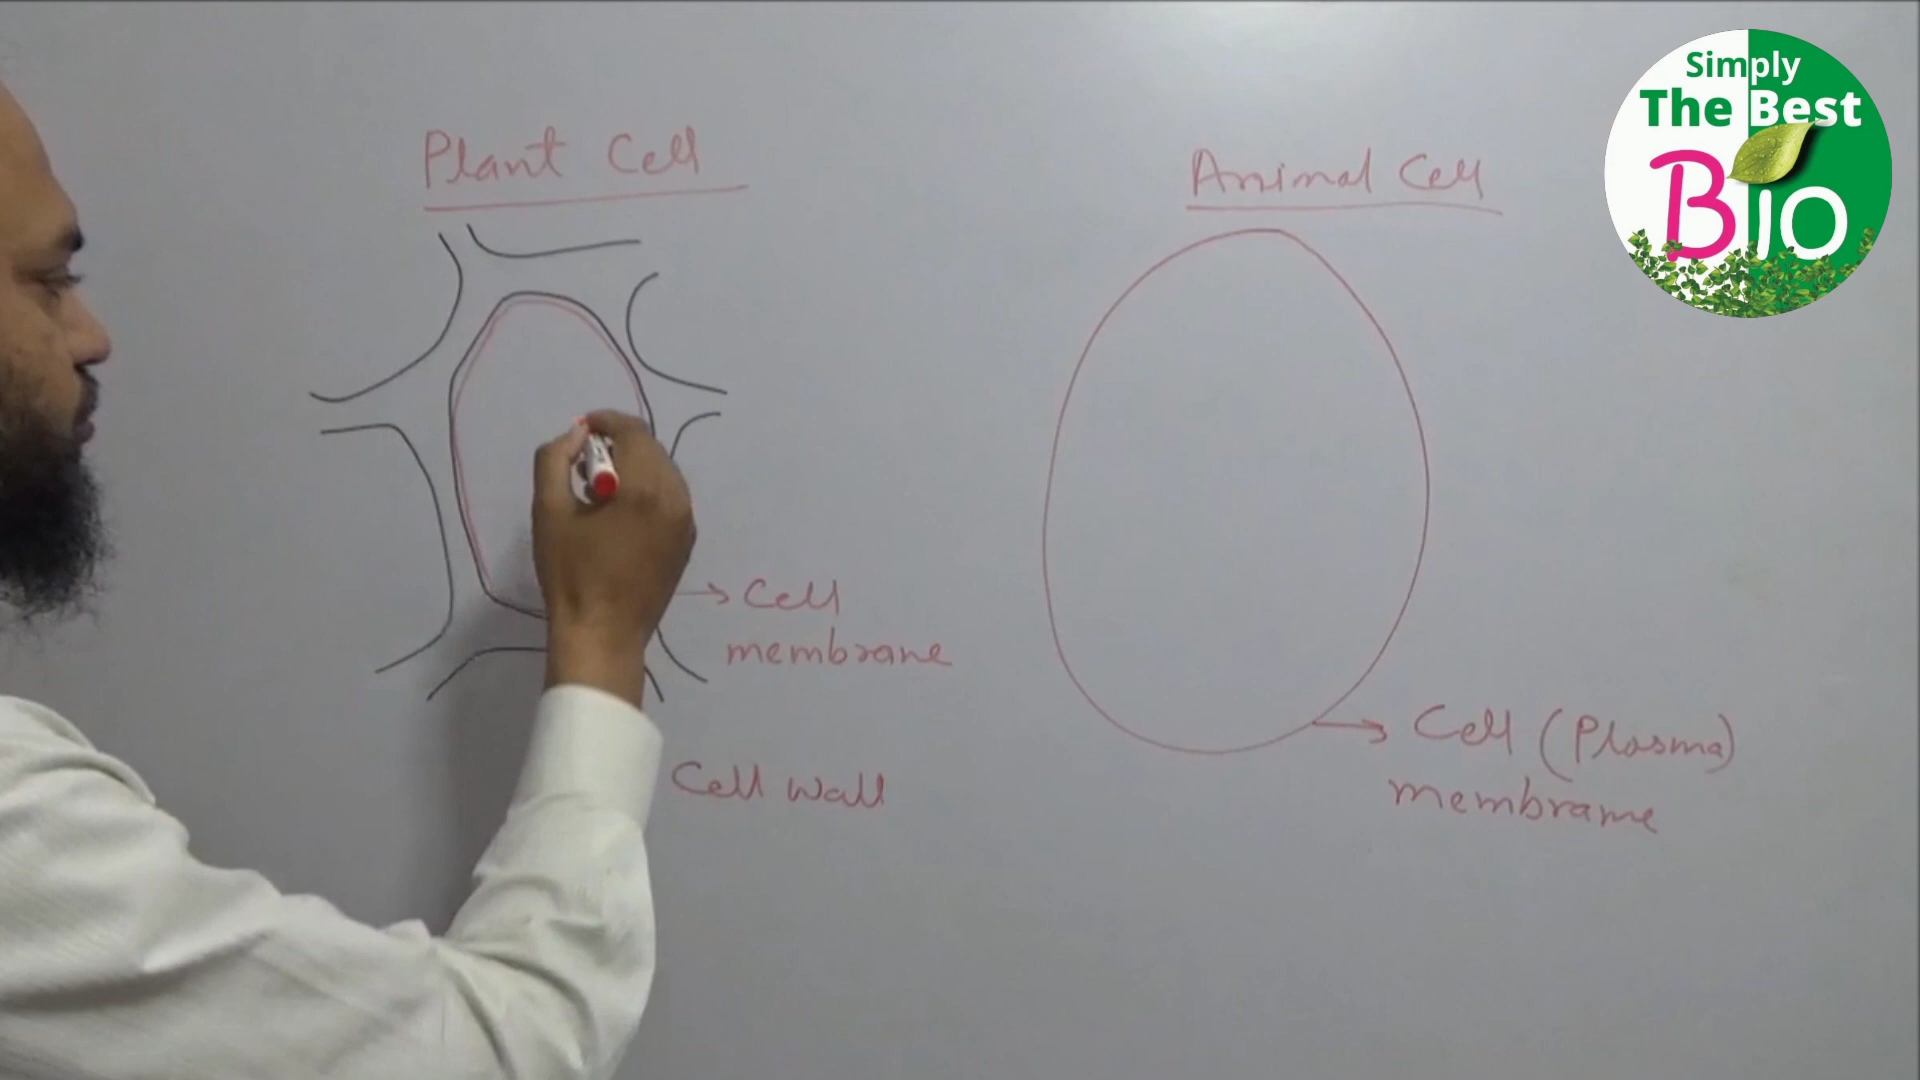 Simply
The Best
BIO
Plant Cell
Animal Cell
Cell
membrane
Cell wall
Cell (Plasma)
membrane